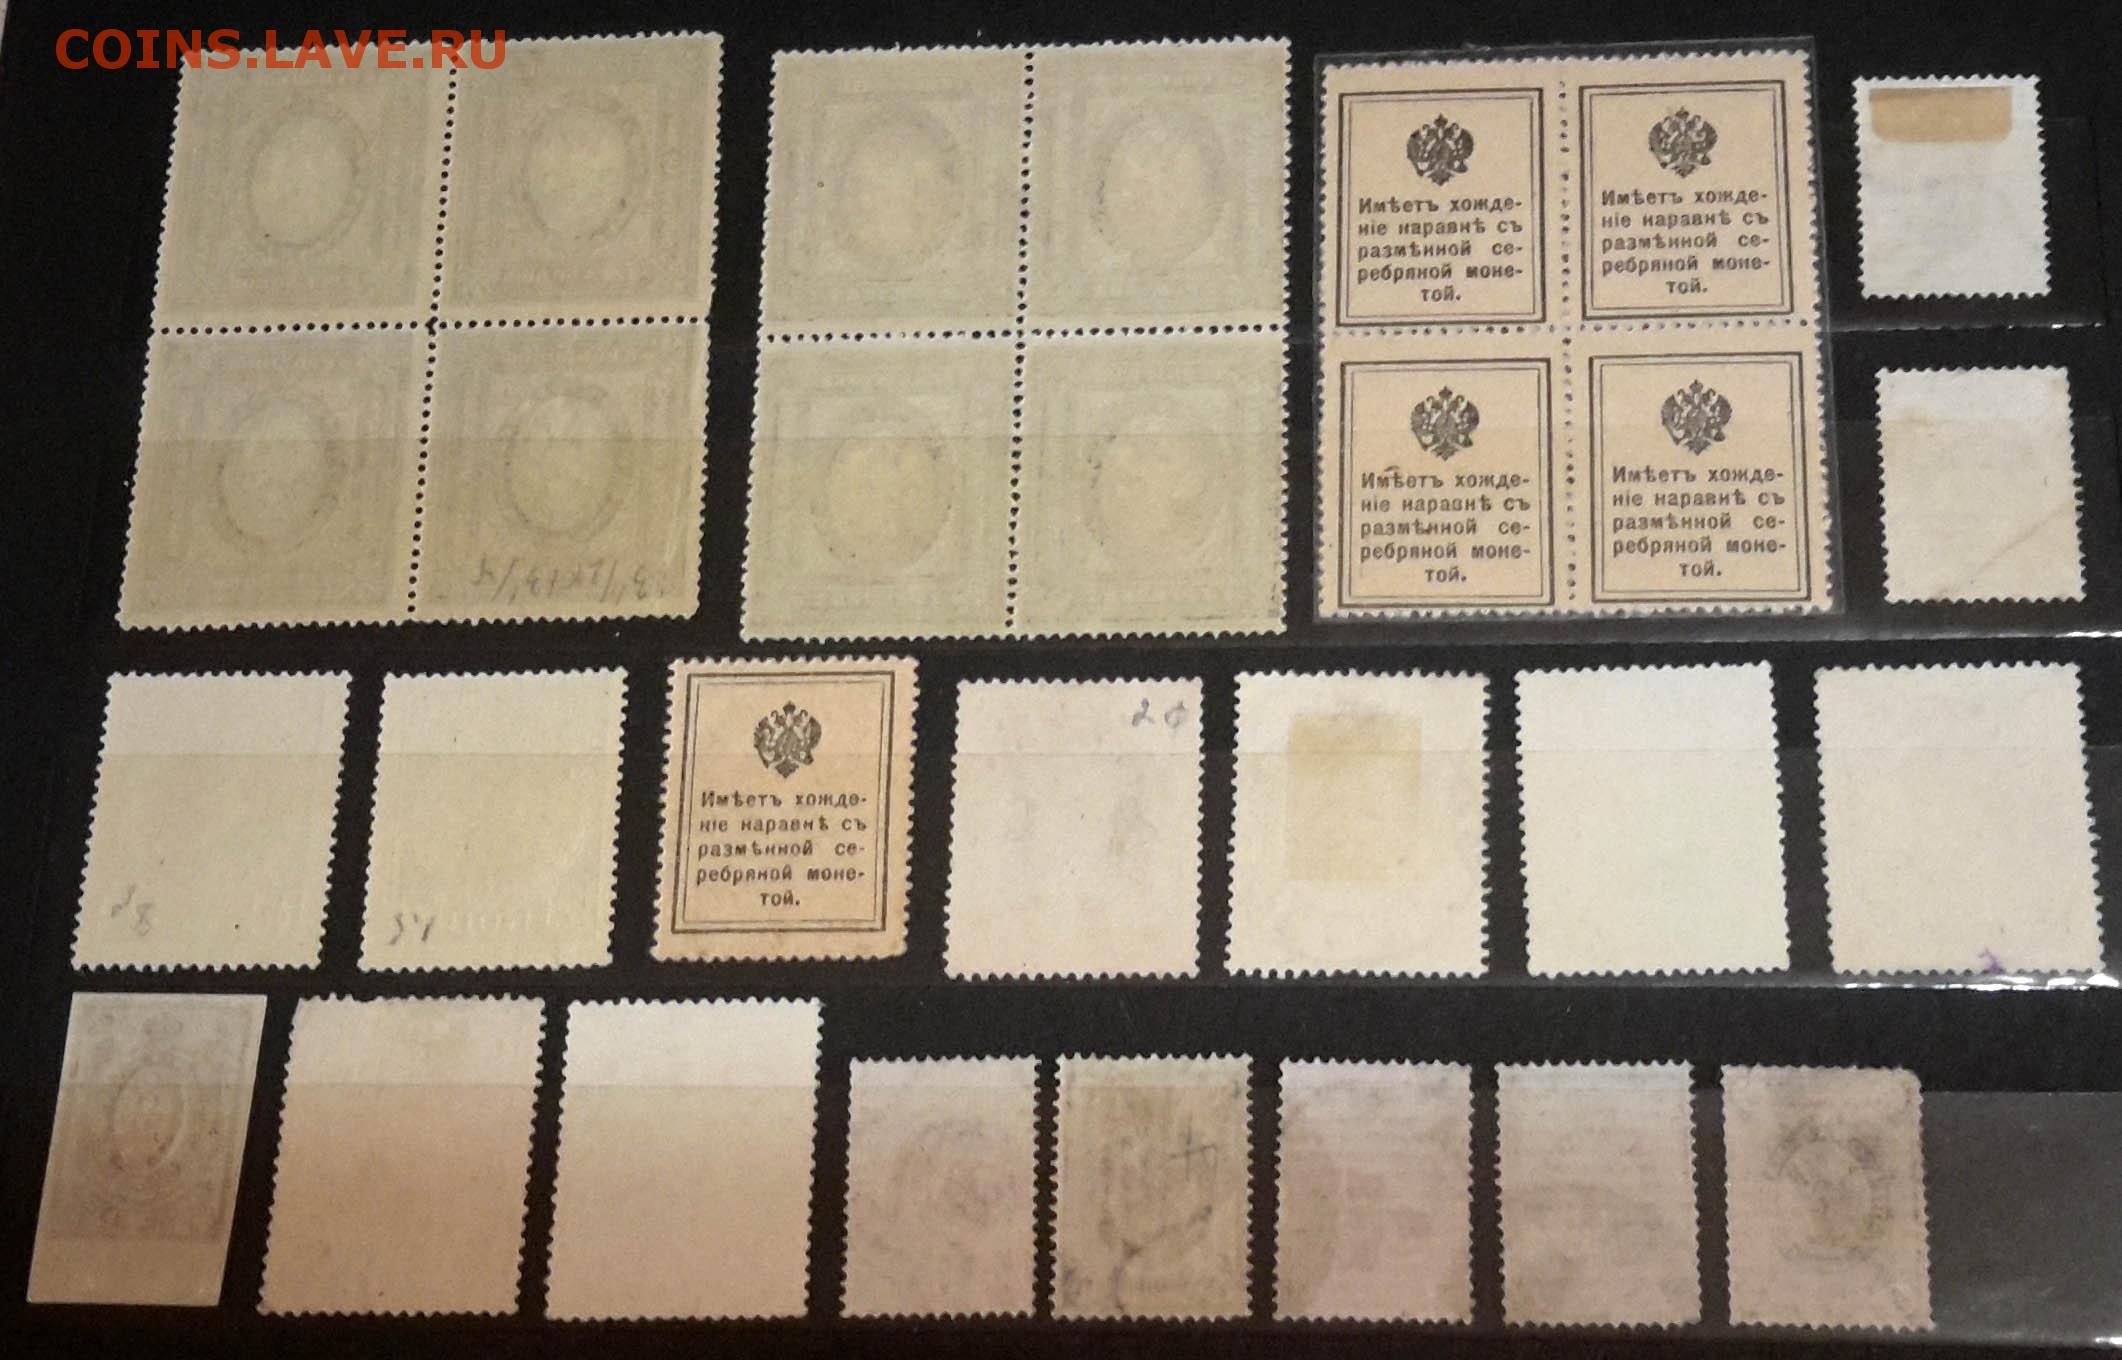 COINS.LAVE.RU
Имѣетъ хожде-
ніе наравнѣ съ
размѣнной се-
ребряной моне-
той.
Имѣетъ хожде-
ніе наравнѣ съ
размѣнной се-
ребряной моне-
той.
Имѣетъ хожде-
ніе наравнѣ съ
размѣнной се-
ребряной моне-
той.
Имѣетъ хожде-
ніе наравнѣ съ
размѣнной се-
ребряной моне-
той.
Имѣетъ хожде-
ніе наравнѣ съ
размѣнной се-
ребряной моне-
той.